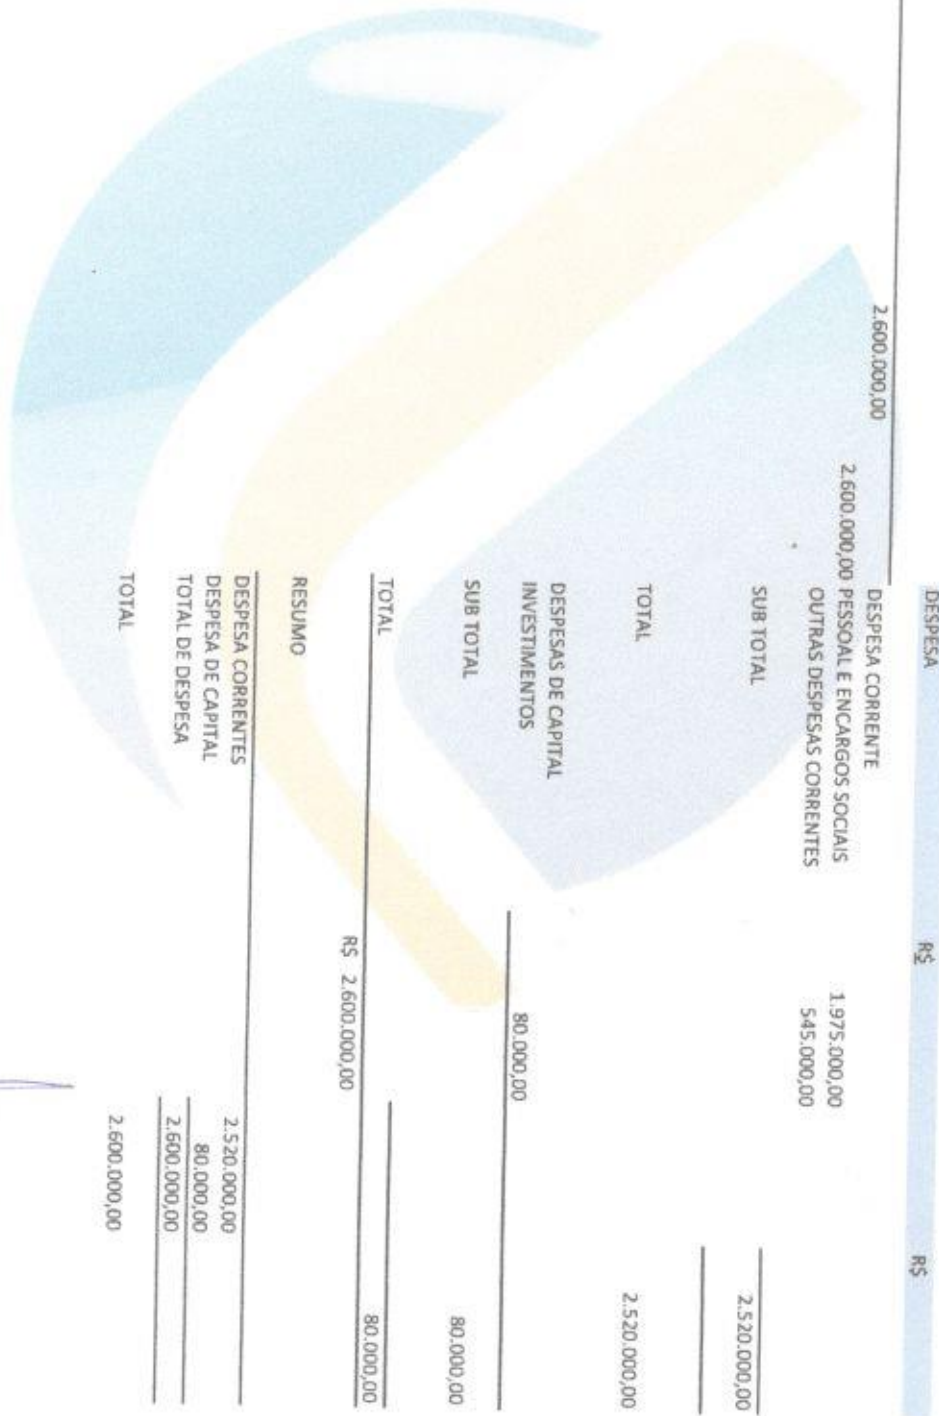 DESPESA R$ R$
2.600.000,00 DESPESA CORRENTE
2.600.000,00 PESSOAL E ENCARGOS SOCIAIS 1.975.000,00
OUTRAS DESPESAS CORRENTES 545.000,00
SUB TOTAL 2.520.000,00
TOTAL 2.520.000,00
DESPESAS DE CAPITAL
INVESTIMENTOS 80.000,00
SUB TOTAL 80.000,00
TOTAL 80.000,00
R$ 2.600.000,00
RESUMO
DESPESA CORRENTES 2.520.000,00
DESPESA DE CAPITAL 80.000,00
TOTAL DE DESPESA 2.600.000,00
TOTAL 2.600.000,00